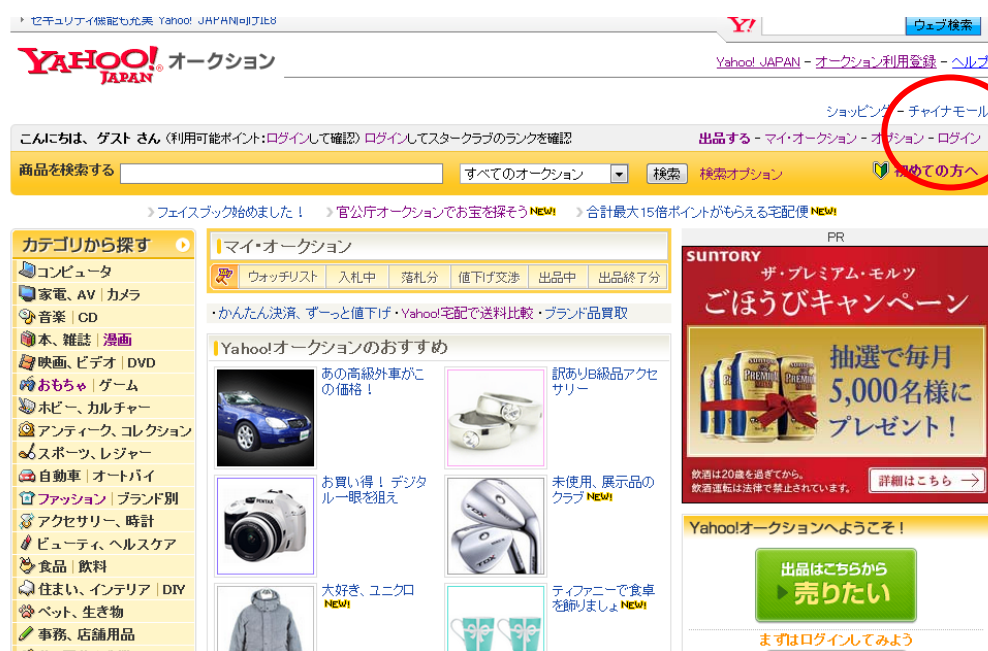 セキュリティ機能も充実 Yahoo! JAPAN向けIE8
Y!
ウェブ検索
YAHOO! JAPAN オークション
Yahoo! JAPAN - オークション利用登録 - ヘルプ
ショッピング - チャイナモール
こんにちは、ゲスト さん (利用可能ポイント:ログインして確認) ログインしてスタークラブのランクを確認
出品する - マイ・オークション - オプション - ログイン
商品を検索する
すべてのオークション
検索
検索オプション
初めての方へ
フェイスブック始めました!
官公庁オークションでお宝を探そう NEW!
合計最大15倍ポイントがもらえる宅配便 NEW!
カテゴリから探す
コンピュータ
家電、AV | カメラ
音楽 | CD
本、雑誌 | 漫画
映画、ビデオ | DVD
おもちゃ | ゲーム
ホビー、カルチャー
アンティーク、コレクション
スポーツ、レジャー
自動車 | オートバイ
ファッション | ブランド別
アクセサリー、時計
ビューティ、ヘルスケア
食品 | 飲料
住まい、インテリア | DIY
ペット、生き物
事務、店舗用品
マイ・オークション
ウォッチリスト
入札中
落札分
値下げ交渉
出品中
出品終了分
・かんたん決済、ずーっと値下げ・Yahoo!宅配で送料比較・ブランド品買取
Yahoo!オークションのおすすめ
あの高級外車がこ
の価格!
訳ありB級品アクセ
サリー
お買い得! デジタ
ル一眼を狙え
PENTAX
未使用、展示品の
クラブ NEW!
大好き、ユニクロ
NEW!
ティファニーで食卓
を飾りましょ NEW!
PR
SUNTORY
ザ・プレミアム・モルツ
ごほうびキャンペーン
抽選で毎月
5,000名様に
プレゼント!
飲酒は20歳を過ぎてから。
飲酒運転は法律で禁止されています。
詳細はこちら
Yahoo!オークションへようこそ!
出品はこちらから
売りたい
まずはログインしてみよう